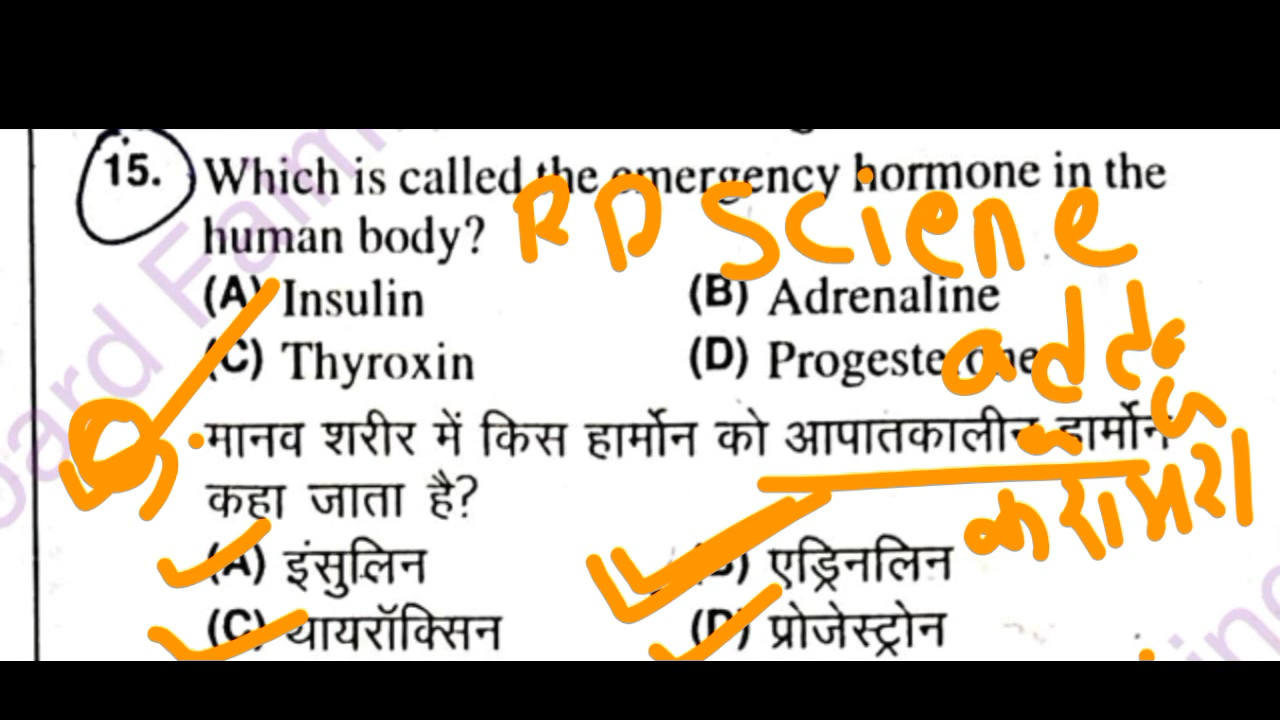 15. Which is called the emergency hormone in the
human body?
RD Sciene
(A) Insulin (B) Adrenaline
(C) Thyroxin (D) Progesterone
मानव शरीर में किस हार्मोन को आपातकालीन हार्मोन
कहा जाता है?
(A) इंसुलिन (B) एड्रिनलिन
(C) थायरॉक्सिन (D) प्रोजेस्ट्रोन